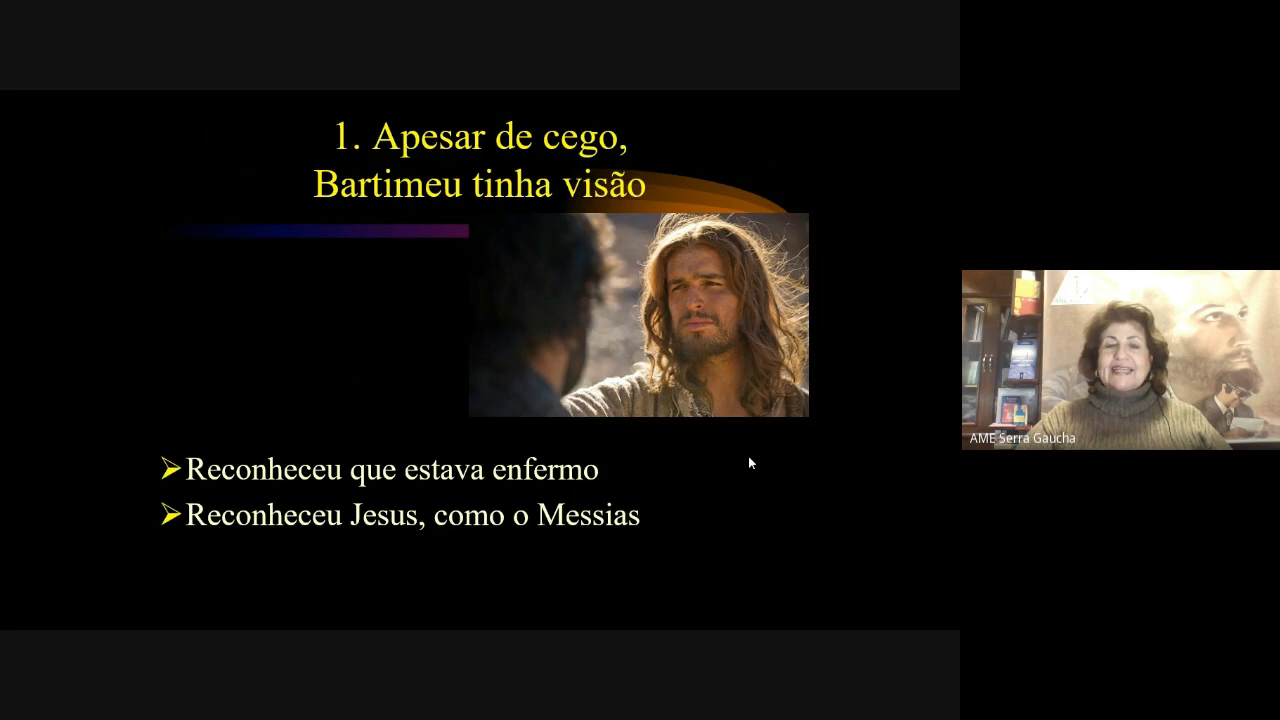 1. Apesar de cego,
Bartimeu tinha visão
Reconheceu que estava enfermo
Reconheceu Jesus, como o Messias
AME Serra Gaucha